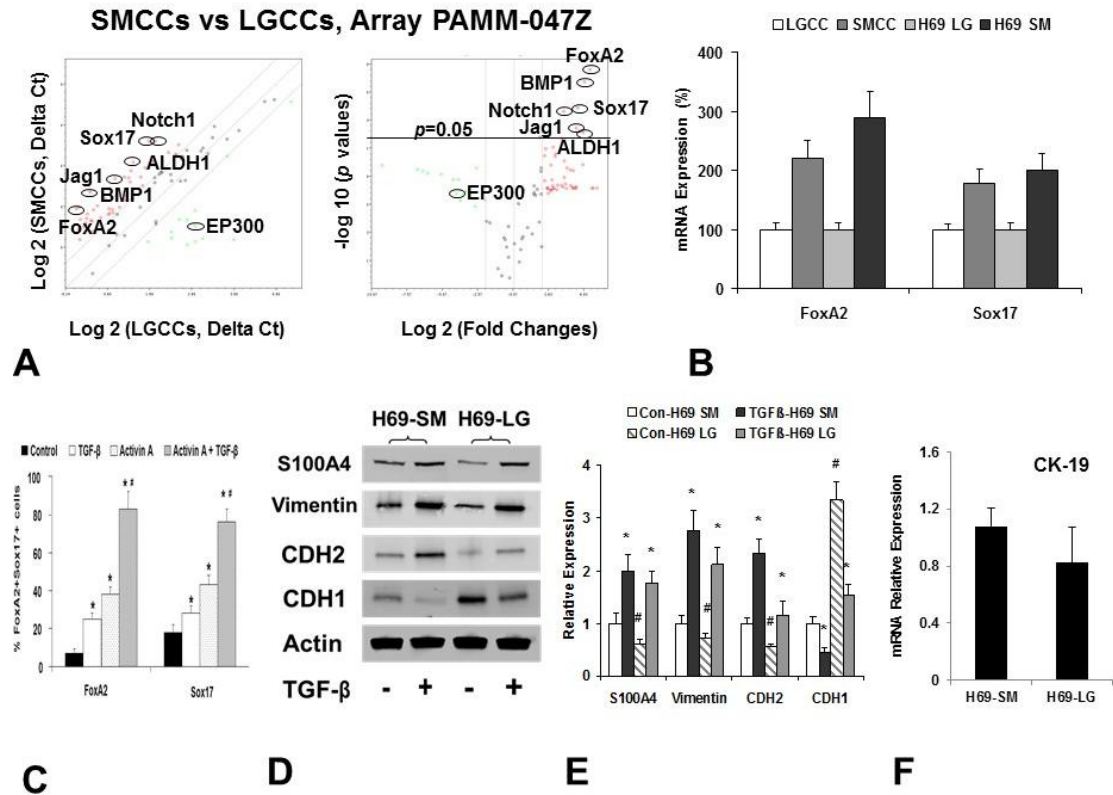 SMCCs vs LGCCs, Array PAMM-047Z
Log 2 (SMCCs, Delta Ct)
Notch1
Sox17
ALDH1
Jag1
BMP1
FoxA2
EP300
Log 2 (LGCCs, Delta Ct)
-log 10 (p values)
FoxA2
BMP1
Notch1
Sox17
Jag1
p=0.05
ALDH1
EP300
Log 2 (Fold Changes)
A
LGCC SMCC H69 LG H69 SM
mRNA Expression (%)
400
300
200
100
0
FoxA2 Sox17
B
Control TGF-β Activin A Activin A + TGF-β
% FoxA2+Sox17+ cells
100
80
60
40
20
0
* * * *# * * *#
FoxA2 Sox17
C
H69-SM H69-LG
S100A4
Vimentin
CDH2
CDH1
Actin
TGF-β - + - +
D
Con-H69 SM TGFß-H69 SM
Con-H69 LG TGFß-H69 LG
Relative Expression
5
4
3
2
1
0
* # * * # * * # * * # *
S100A4 Vimentin CDH2 CDH1
E
CK-19
mRNA Relative Expression
1.6
1.2
0.8
0.4
0
H69-SM H69-LG
F